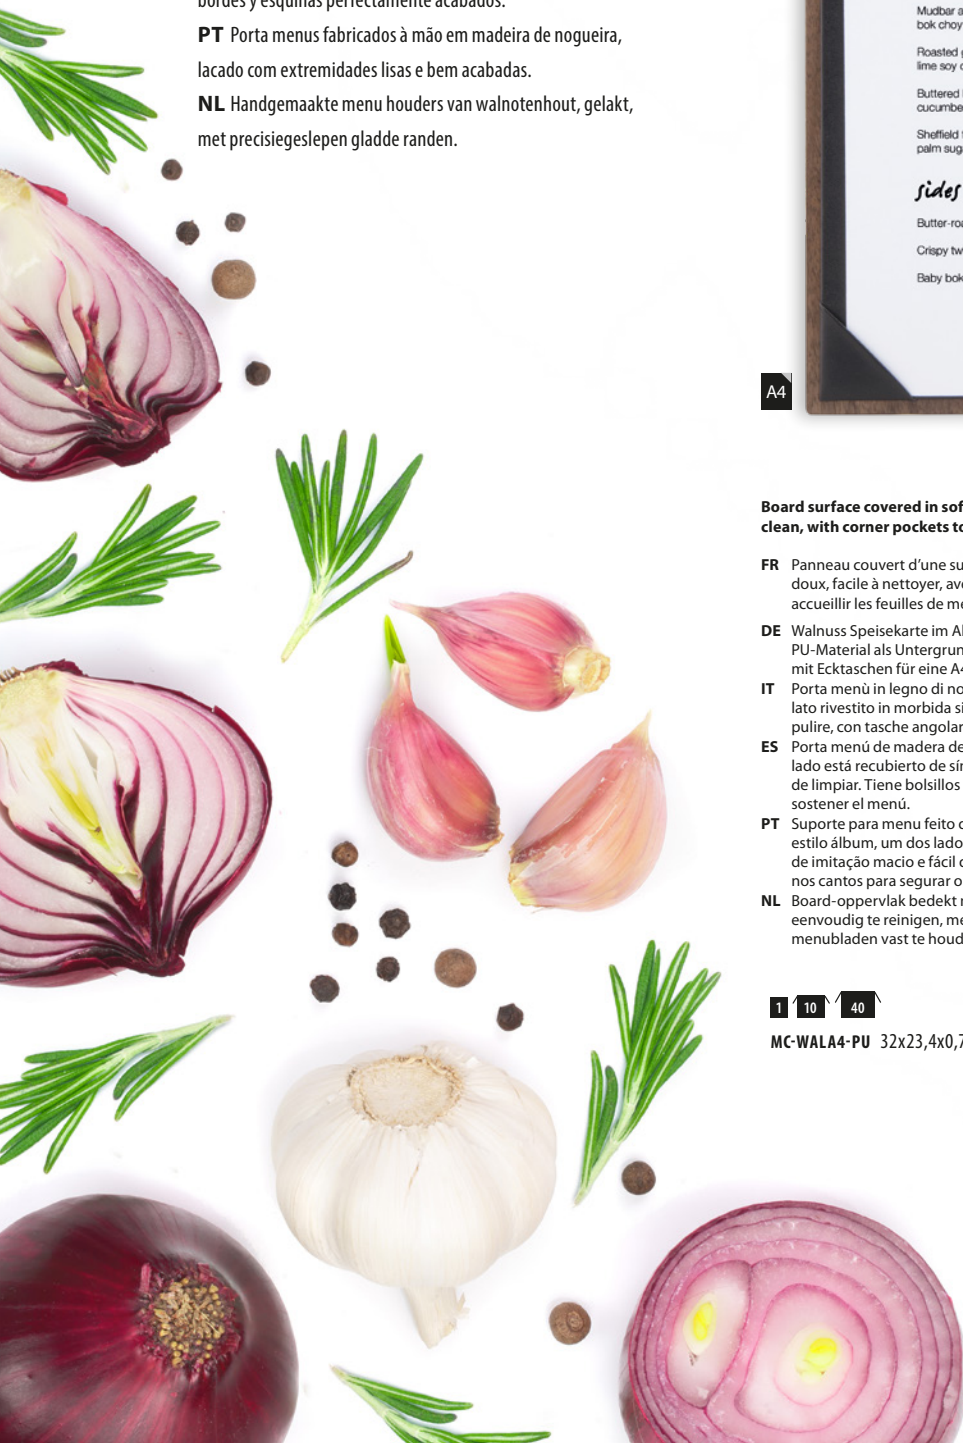 bordes y esquinas perfectamente acabados.
PT Porta menus fabricados à mão em madeira de nogueira,
lacado com extremidades lisas e bem acabadas.
NL Handgemaakte menu houders van walnotenhout, gelakt,
met precisiegeslepen gladde randen.
Mudbar a
bok choy
Roasted
lime soy
Buttered
cucumbe
Sheffield
palm sug
sides
Butter-roa
Crispy tw
Baby bok
A4
Board surface covered in sof
clean, with corner pockets to
FR Panneau couvert d'une su
doux, facile à nettoyer, ave
accueillir les feuilles de me
DE Walnuss Speisekarte im Al
PU-Material als Untergrun
mit Ecktaschen für eine A4
IT Porta menù in legno di no
lato rivestito in morbida si
pulire, con tasche angolar
ES Porta menú de madera de
lado está recubierto de sín
de limpiar. Tiene bolsillos
sostener el menú.
PT Suporte para menu feito
estilo álbum, um dos lado
de imitação macio e fácil
nos cantos para segurar o
NL Board-oppervlak bedekt
eenvoudig te reinigen, me
menubladen vast te houd
1 10 40
MC-WALA4-PU 32x23,4x0,7